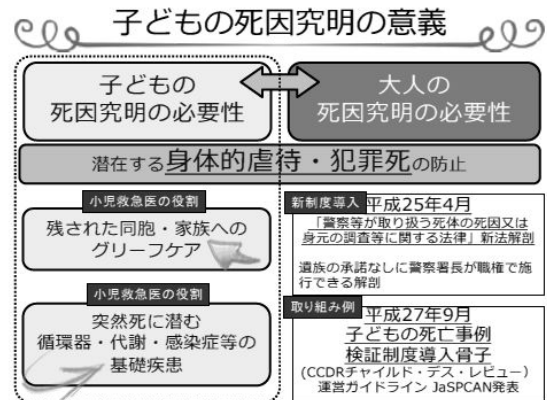 子どもの死因究明の意義
子どもの
死因究明の必要性
大人の
死因究明の必要性
潜在する身体的虐待・犯罪死の防止
小児救急医の役割
残された同胞・家族への
グリーフケア
小児救急医の役割
突然死に潜む
循環器・代謝・感染症等の
基礎疾患
新制度導入
平成25年4月
「警察等が取り扱う死体の死因又は
身元の調査等に関する法律」新法解剖
遺族の承諾なしに警察署長が職権で施
行できる解剖
取り組み例
平成27年9月
子どもの死亡事例
検証制度導入骨子
(CCDRチャイルド・デス・レビュー)
運営ガイドライン JaSPCAN発表